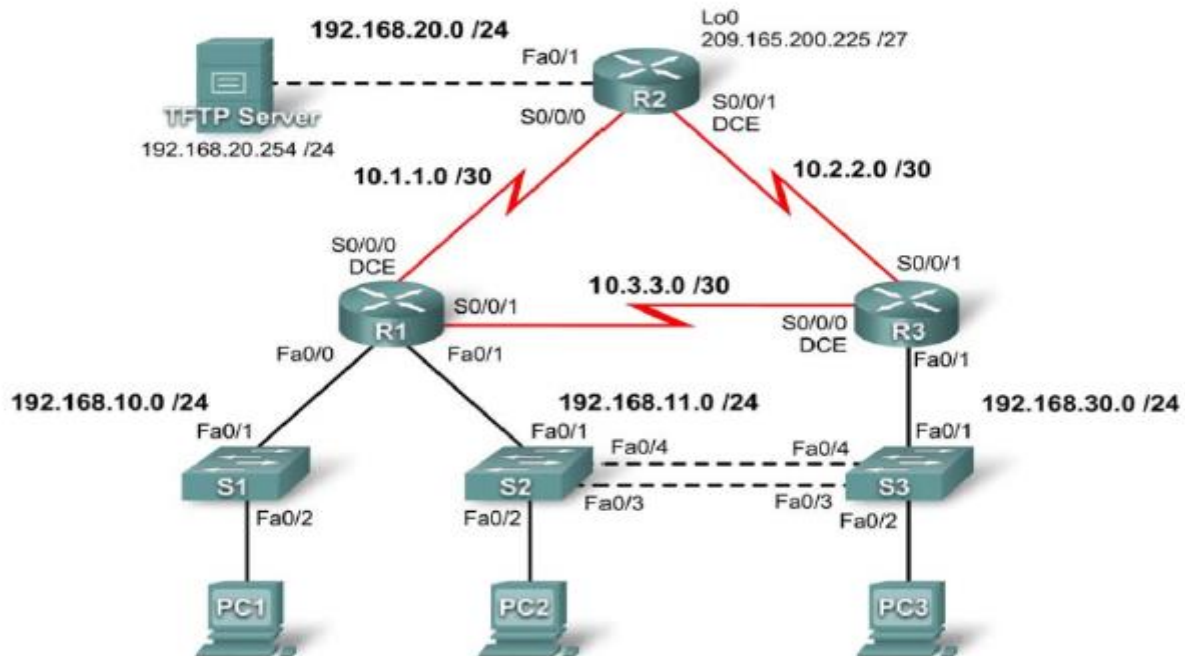 Lo0
192.168.20.0 /24
209.165.200.225 /27
Fa0/1
R2
TFTP Server
S0/0/0
S0/0/1
DCE
192.168.20.254 /24
10.1.1.0 /30
10.2.2.0 /30
S0/0/0
DCE
S0/0/1
10.3.3.0 /30
R1
S0/0/1
S0/0/0
DCE
R3
Fa0/0
Fa0/1
Fa0/1
192.168.10.0 /24
192.168.11.0 /24
192.168.30.0 /24
Fa0/1
Fa0/1
Fa0/1
Fa0/4
Fa0/4
S1
S2
S3
Fa0/3
Fa0/3
Fa0/2
Fa0/2
Fa0/2
PC1
PC2
PC3